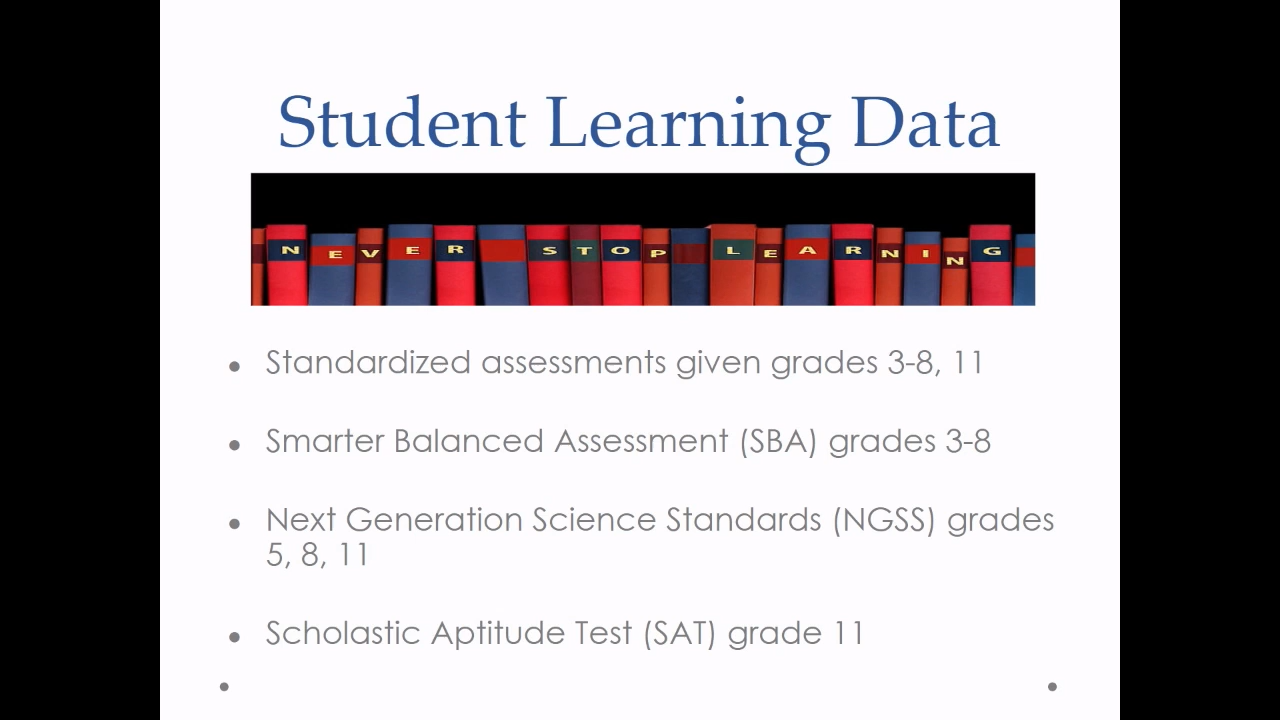 Student Learning Data
NEVER STOP LEARNING
• Standardized assessments given grades 3-8, 11
• Smarter Balanced Assessment (SBA) grades 3-8
• Next Generation Science Standards (NGSS) grades
5, 8, 11
• Scholastic Aptitude Test (SAT) grade 11